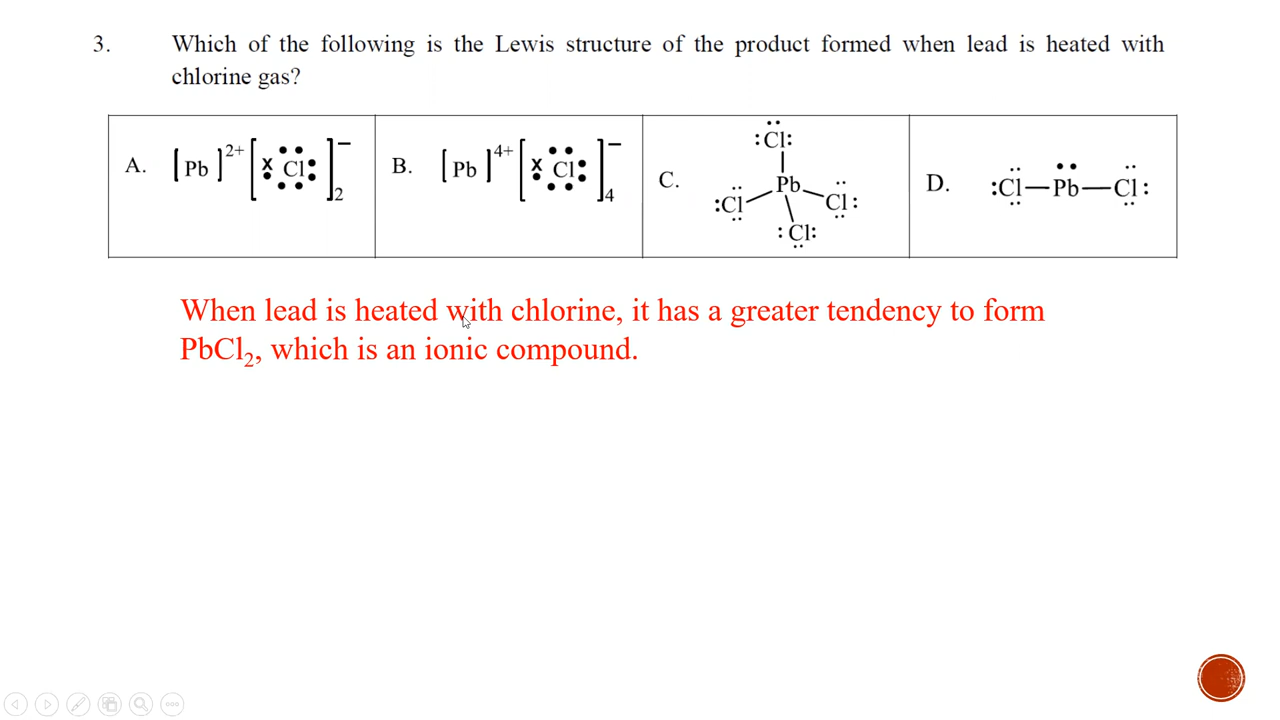 3. Which of the following is the Lewis structure of the product formed when lead is heated with
chlorine gas?
A. [Pb]²⁺ [Cl]⁻₂
B. [Pb]⁴⁺ [Cl]⁻₄
C. Cl
Pb
Cl Cl
Cl
D. :Cl—Pb—Cl:
When lead is heated with chlorine, it has a greater tendency to form
PbCl₂, which is an ionic compound.